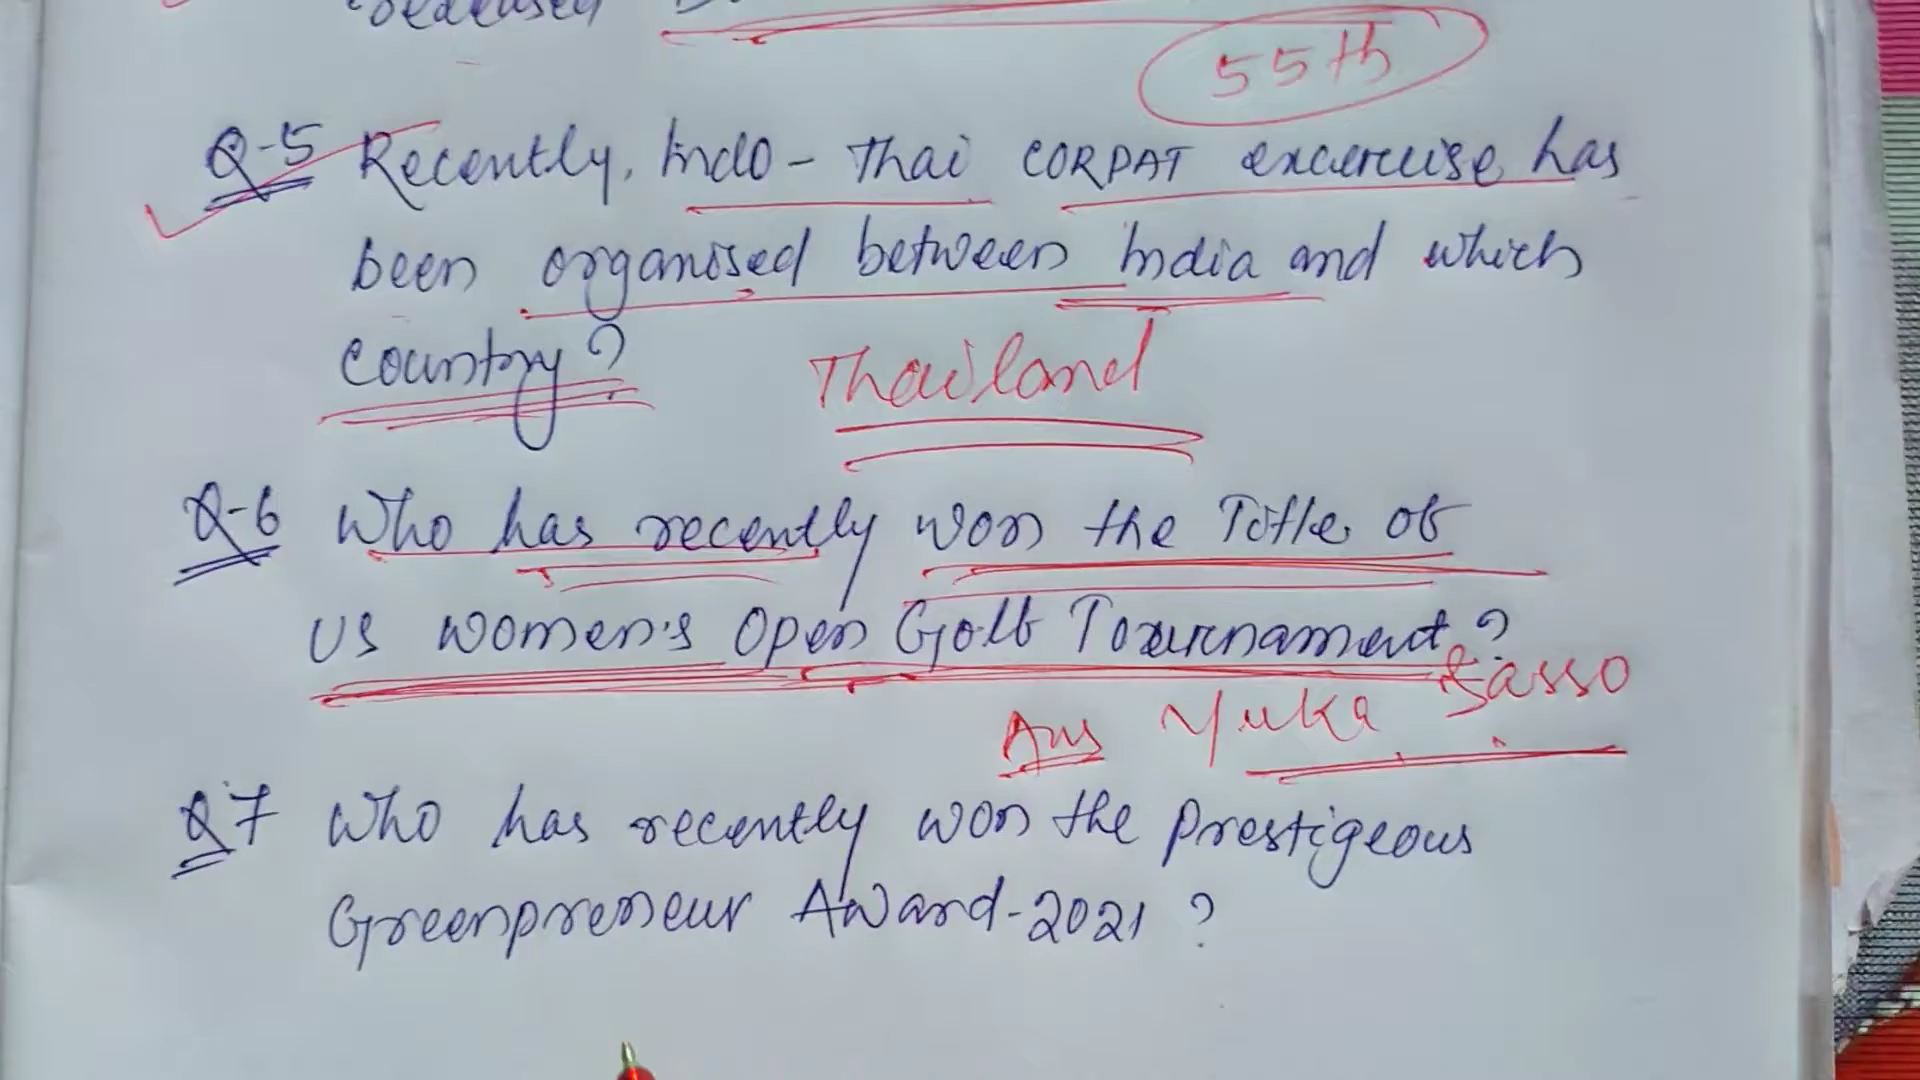 55th
Q-5 Recently, Indo - Thai CORPAT excercise has
been organised between India and which
Country?
Thailand
Q-6 Who has recently won the Title of
US women's Open Golf Tournament?
Ans Yuka Sasso
Q7 Who has recently won the prestigeous
Greenpreneur Award-2021?